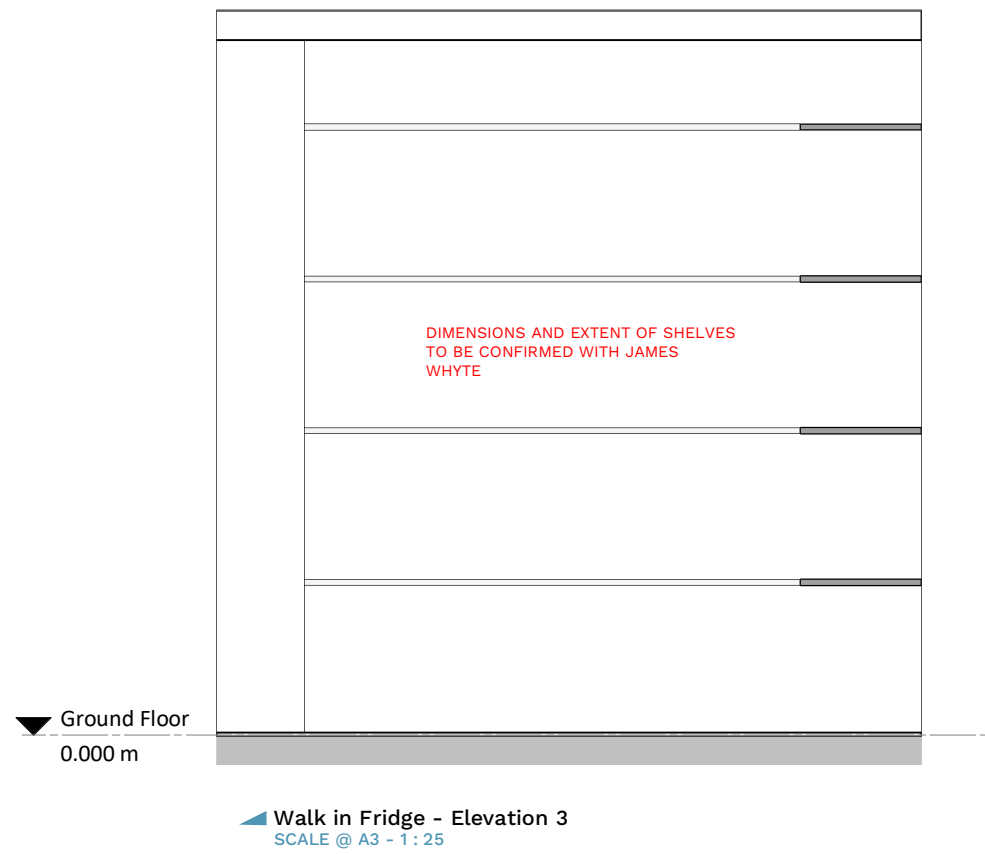 DIMENSIONS AND EXTENT OF SHELVES
TO BE CONFIRMED WITH JAMES
WHYTE
Ground Floor
0.000 m
Walk in Fridge - Elevation 3
SCALE @ A3 - 1 : 25